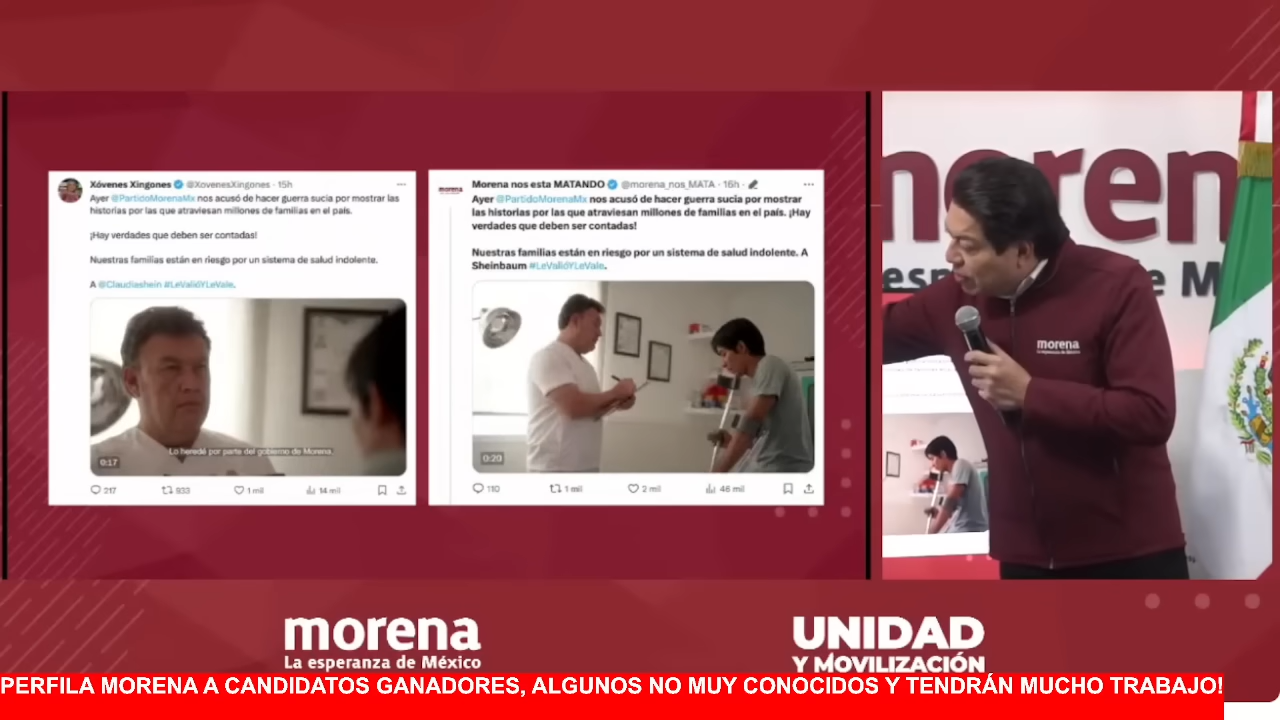 Xóvenes Xingones @XovenesXingones · 15h
Ayer @PartidoMorenaMx nos acusó de hacer guerra sucia por mostrar las
historias por las que atraviesan millones de familias en el país.
¡Hay verdades que deben ser contadas!
Nuestras familias están en riesgo por un sistema de salud indolente.
A @Claudiashein #LeValióYLeVale.
Lo heredé por parte del gobierno de Morena.
0:17
217 933 1 mil 14 mil
morena
Morena nos esta MATANDO @morena_nos_MATA · 16h ·
Ayer @PartidoMorenaMx nos acusó de hacer guerra sucia por mostrar
las historias por las que atraviesan millones de familias en el país. ¡Hay
verdades que deben ser contadas!
Nuestras familias están en riesgo por un sistema de salud indolente. A
Sheinbaum #LeValióYLeVale.
0:20
110 1 mil 2 mil 46 mil
morena
morena
La esperanza de México
UNIDAD
Y MOVILIZACIÓN
PERFILA MORENA A CANDIDATOS GANADORES, ALGUNOS NO MUY CONOCIDOS Y TENDRÁN MUCHO TRABAJO!